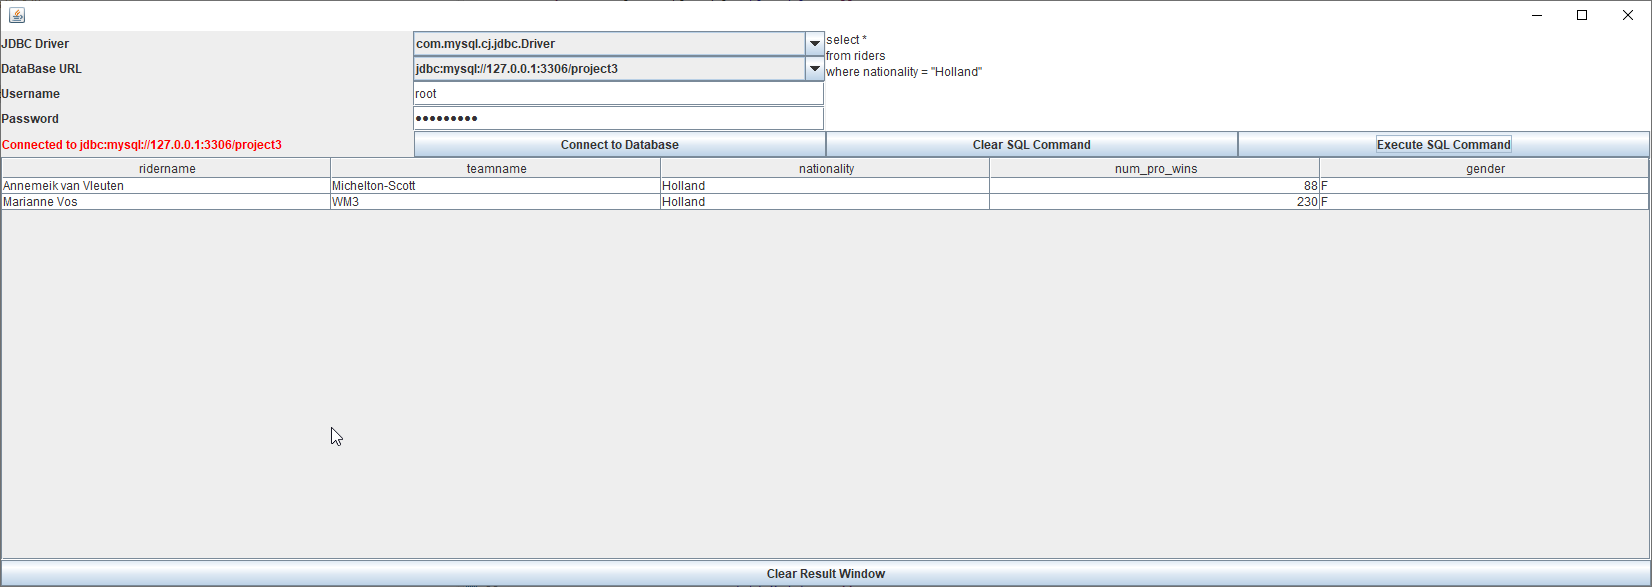 JDBC Driver
com.mysql.cj.jdbc.Driver
DataBase URL
jdbc:mysql://127.0.0.1:3306/project3
Username
root
Password
●●●●●●●●●
select *
from riders
where nationality = "Holland"
Connected to jdbc:mysql://127.0.0.1:3306/project3
Connect to Database
Clear SQL Command
Execute SQL Command
ridername teamname nationality num_pro_wins gender
Annemeik van Vleuten Michelton-Scott Holland 88 F
Marianne Vos WM3 Holland 230 F
Clear Result Window